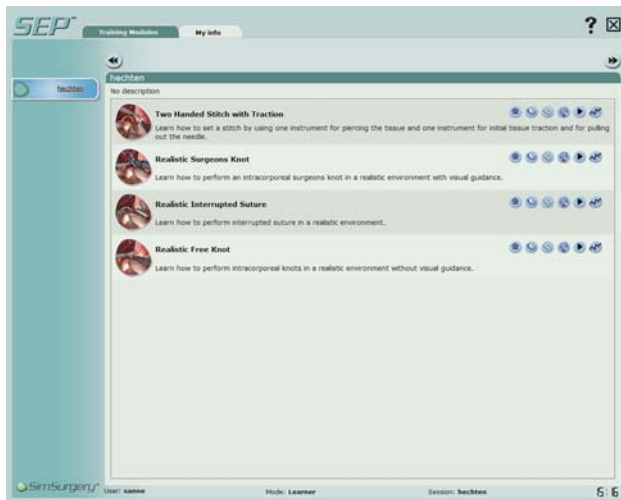 SEP
Training Modules
My info
?
hechten
hechten
No description
Two Handed Stitch with Traction
Learn how to set a stitch by using one instrument for piercing the tissue and one instrument for initial tissue traction and for pulling
out the needle.
Realistic Surgeons Knot
Learn how to perform an intracorporeal surgeons knot in a realistic environment with visual guidance.
Realistic Interrupted Suture
Learn how to perform interrupted suture in a realistic environment.
Realistic Free Knot
Learn how to perform intracorporeal knots in a realistic environment without visual guidance.
SimSurgery
User: sanne
Mode: Learner
Session: hechten